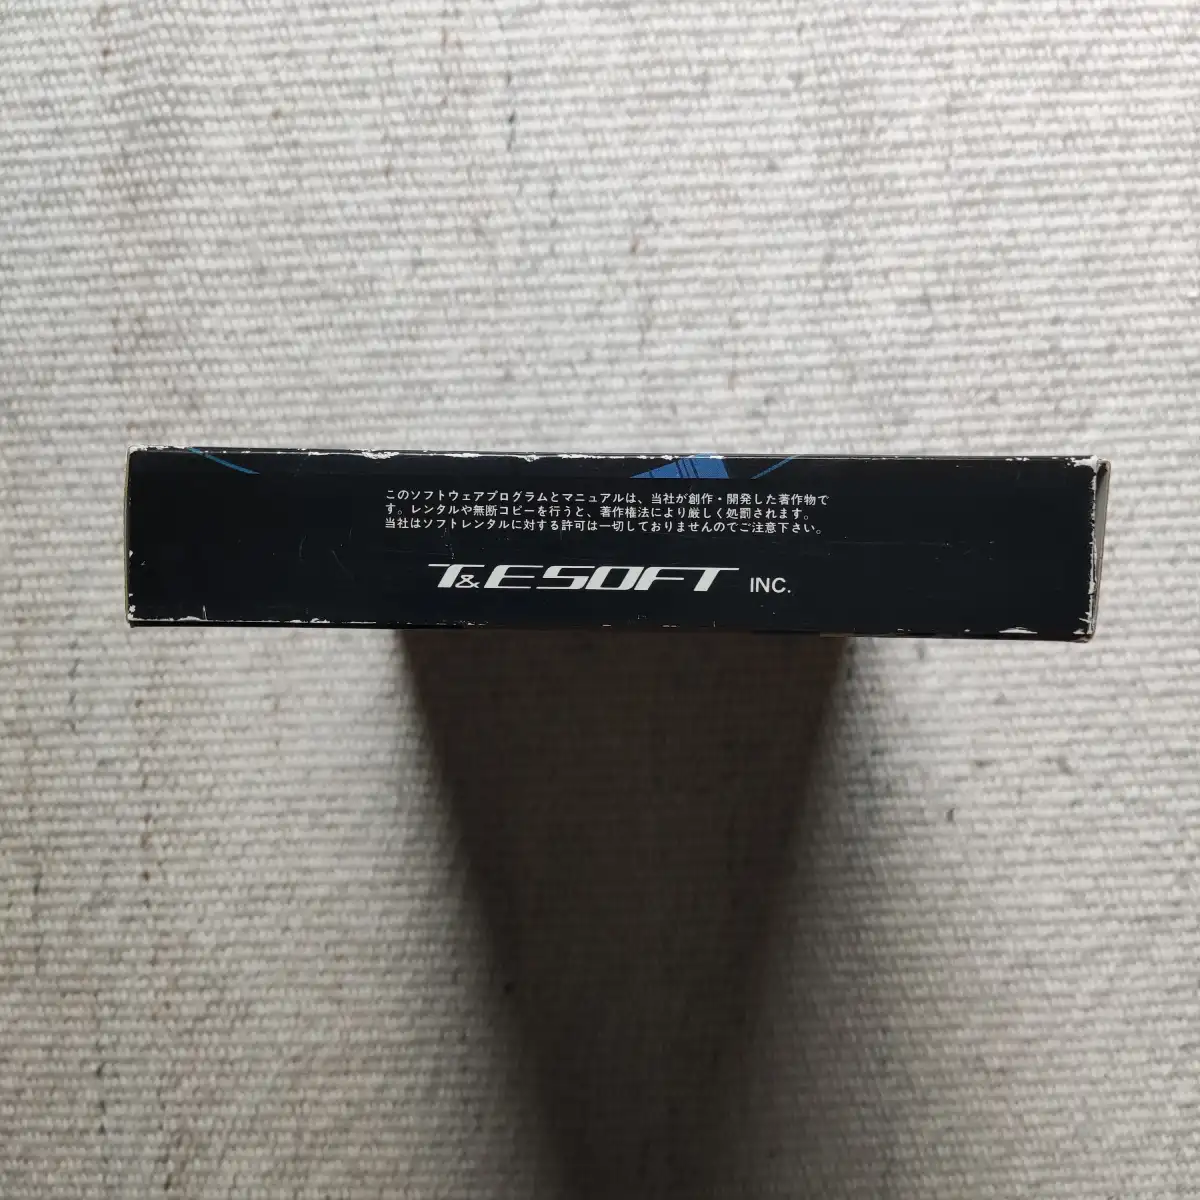 このソフトウェアプログラムとマニュアルは、当社が創作・開発した著作物で
す。レンタルや無断コピーを行うと、著作権法により厳しく処罰されます。
当社はソフトレンタルに対する許可は一切しておりませんのでご注意下さい。
T&E SOFT INC.